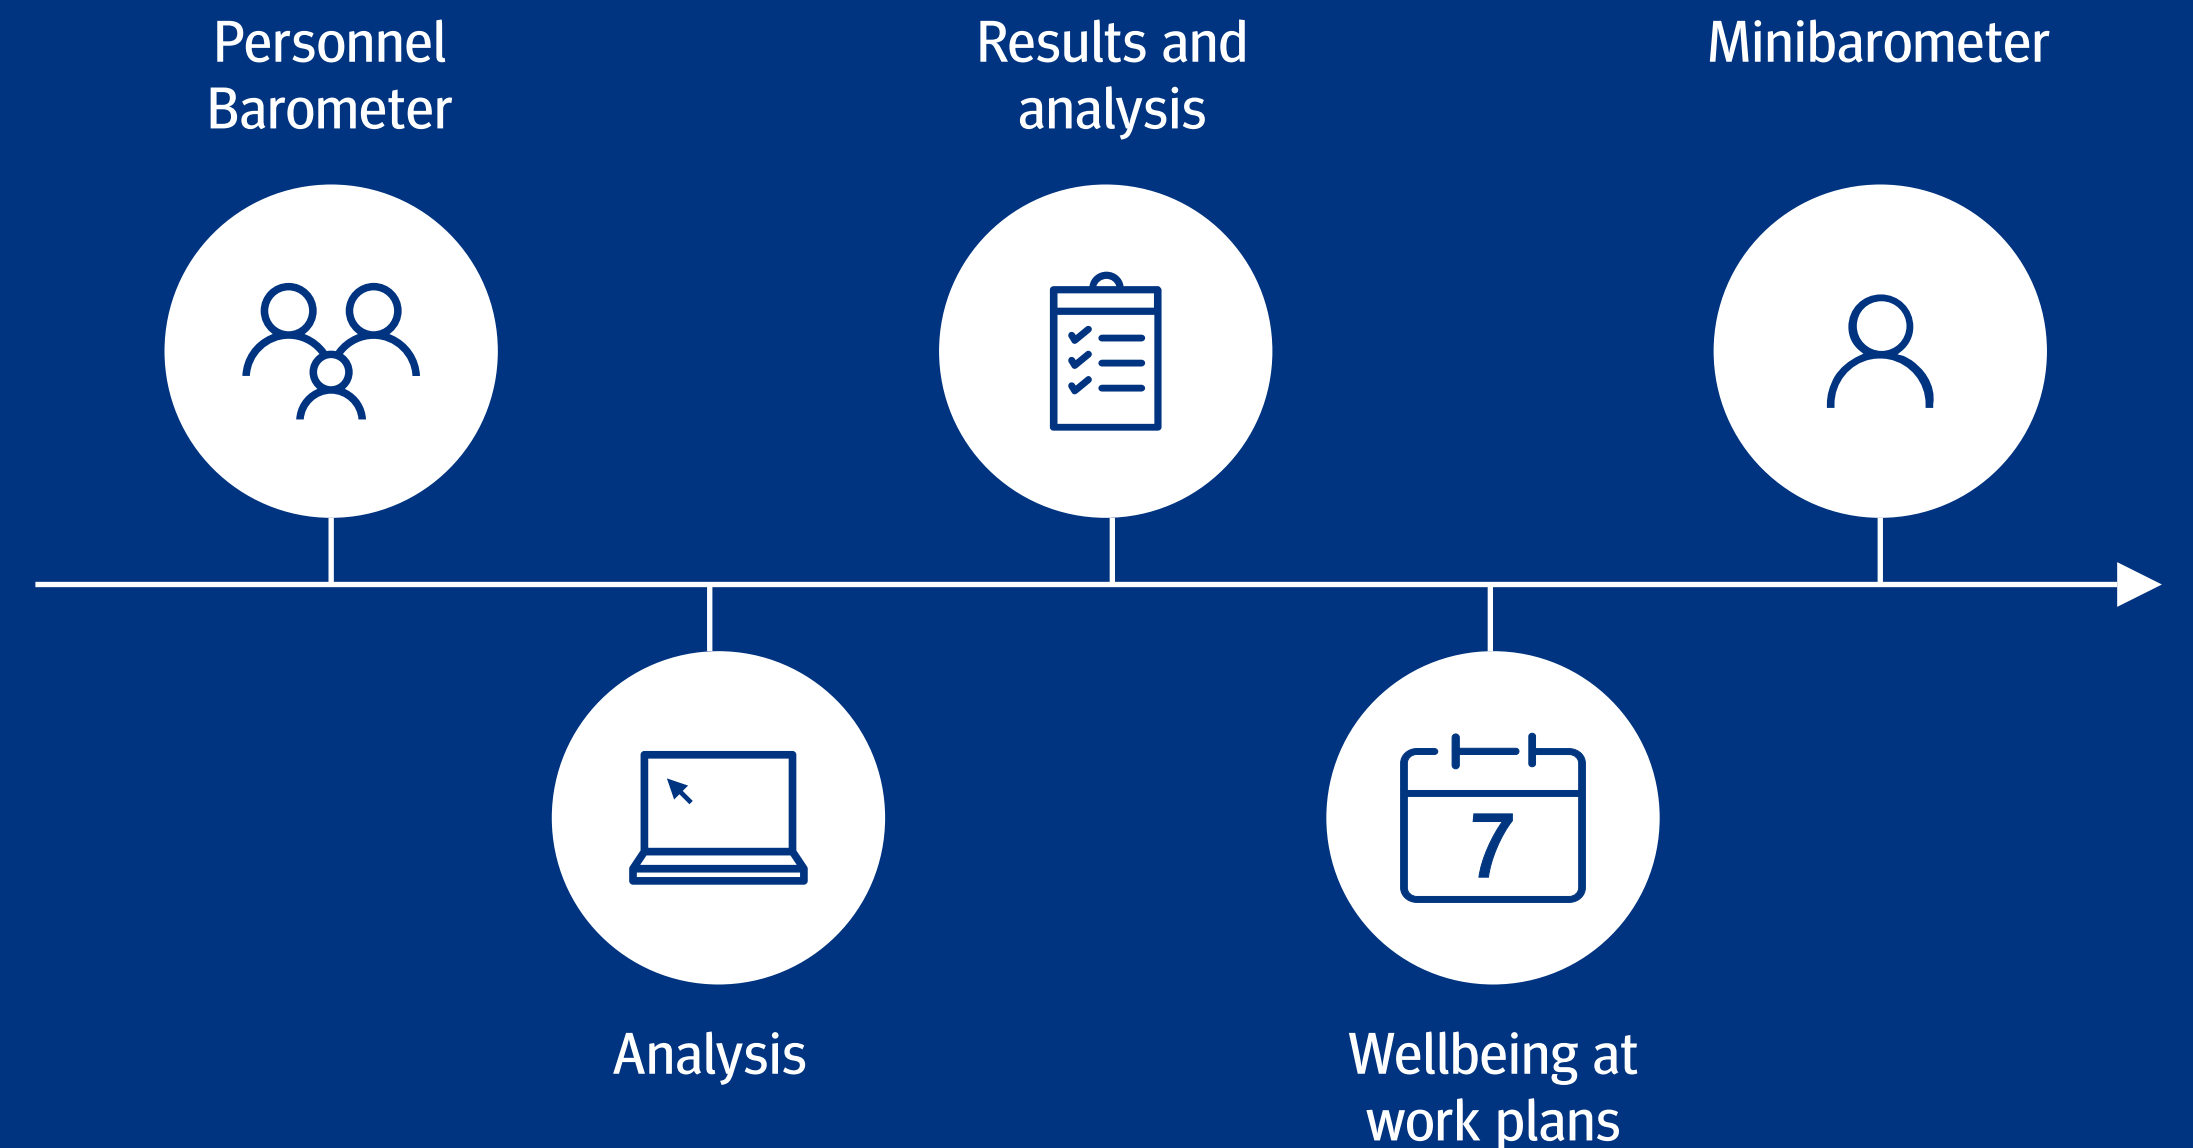 Personnel
Barometer
Analysis
Results and
analysis
7
Wellbeing at
work plans
Minibarometer